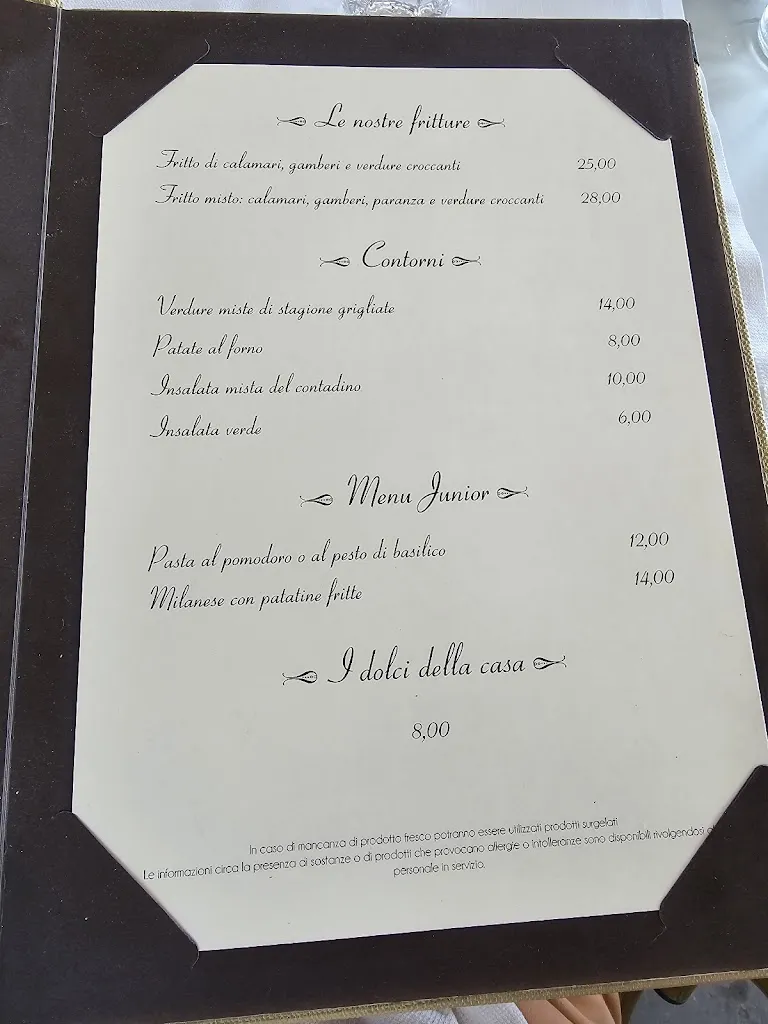 Le nostre fritture
Fritto di calamari, gamberi e verdure croccanti 25,00
Fritto misto: calamari, gamberi, paranza e verdure croccanti 28,00
Contorni
Verdure miste di stagione grigliate 14,00
Patate al forno 8,00
Insalata mista del contadino 10,00
Insalata verde 6,00
Menu Junior
Pasta al pomodoro o al pesto di basilico 12,00
Milanese con patatine fritte 14,00
I dolci della casa
8,00
In caso di mancanza di prodotto fresco potranno essere utilizzati prodotti surgelati
Le informazioni circa la presenza di sostanze o di prodotti che provocano allergie o intolleranze sono disponibili rivolgendosi
personale in servizio.